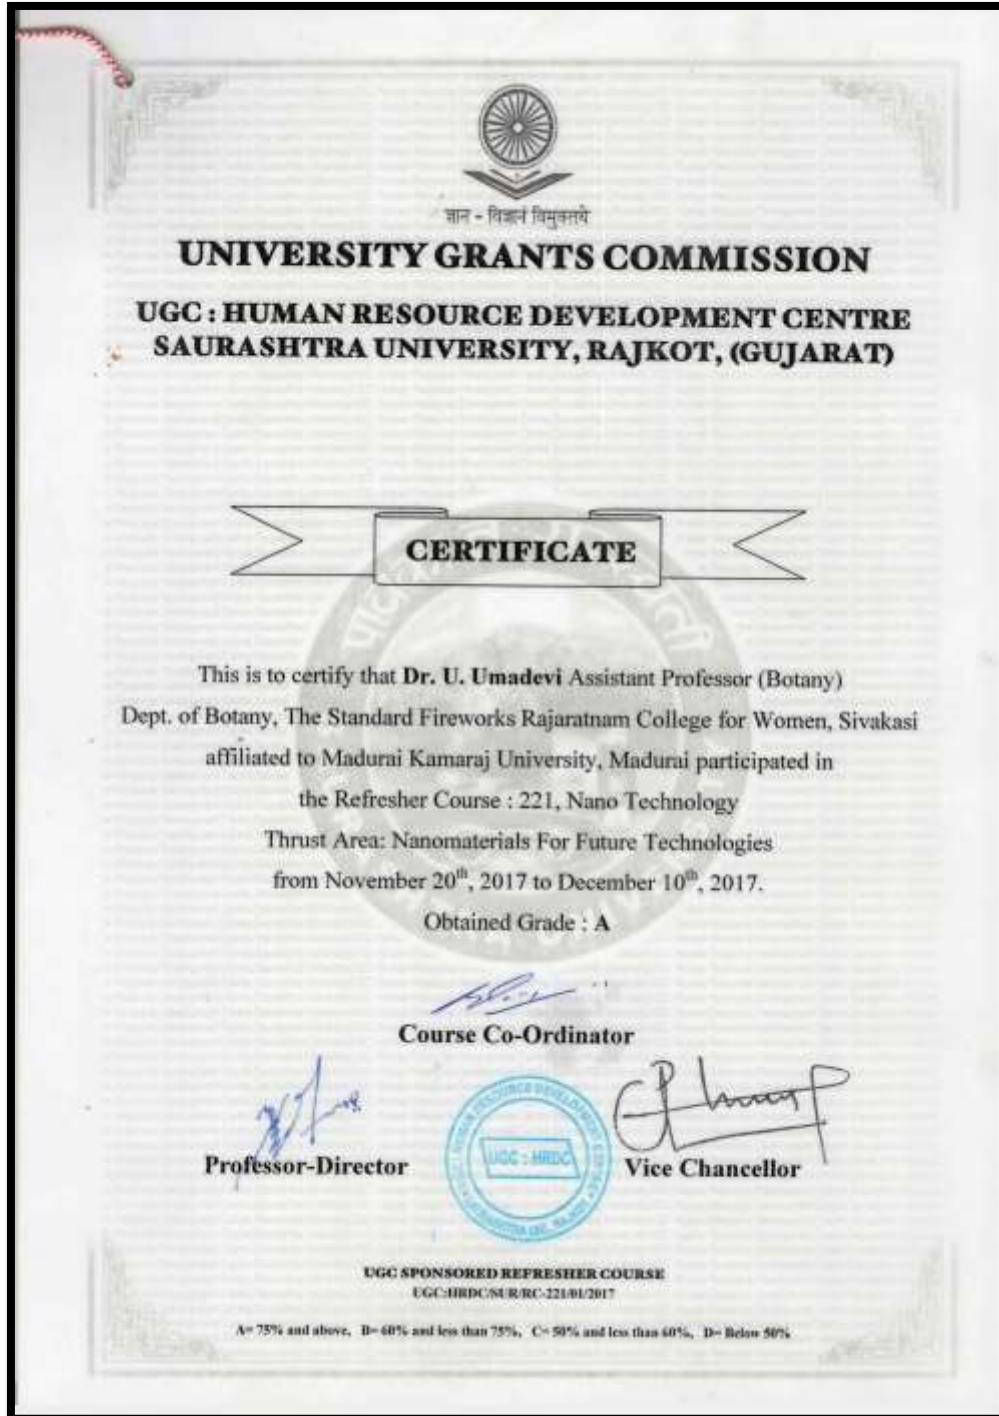 ज्ञान - विज्ञानं विमुक्तये
UNIVERSITY GRANTS COMMISSION
UGC : HUMAN RESOURCE DEVELOPMENT CENTRE
SAURASHTRA UNIVERSITY, RAJKOT, (GUJARAT)
CERTIFICATE
This is to certify that Dr. U. Umadevi Assistant Professor (Botany)
Dept. of Botany, The Standard Fireworks Rajaratnam College for Women, Sivakasi
affiliated to Madurai Kamaraj University, Madurai participated in
the Refresher Course : 221, Nano Technology
Thrust Area: Nanomaterials For Future Technologies
from November 20th, 2017 to December 10th, 2017.
Obtained Grade : A
Course Co-Ordinator
Professor-Director
UGC : HRDC
Vice Chancellor
UGC SPONSORED REFRESHER COURSE
UGC:HRDC/SUR/RC-221/01/2017
A= 75% and above, B= 60% and less than 75%, C= 50% and less than 60%, D= Below 50%